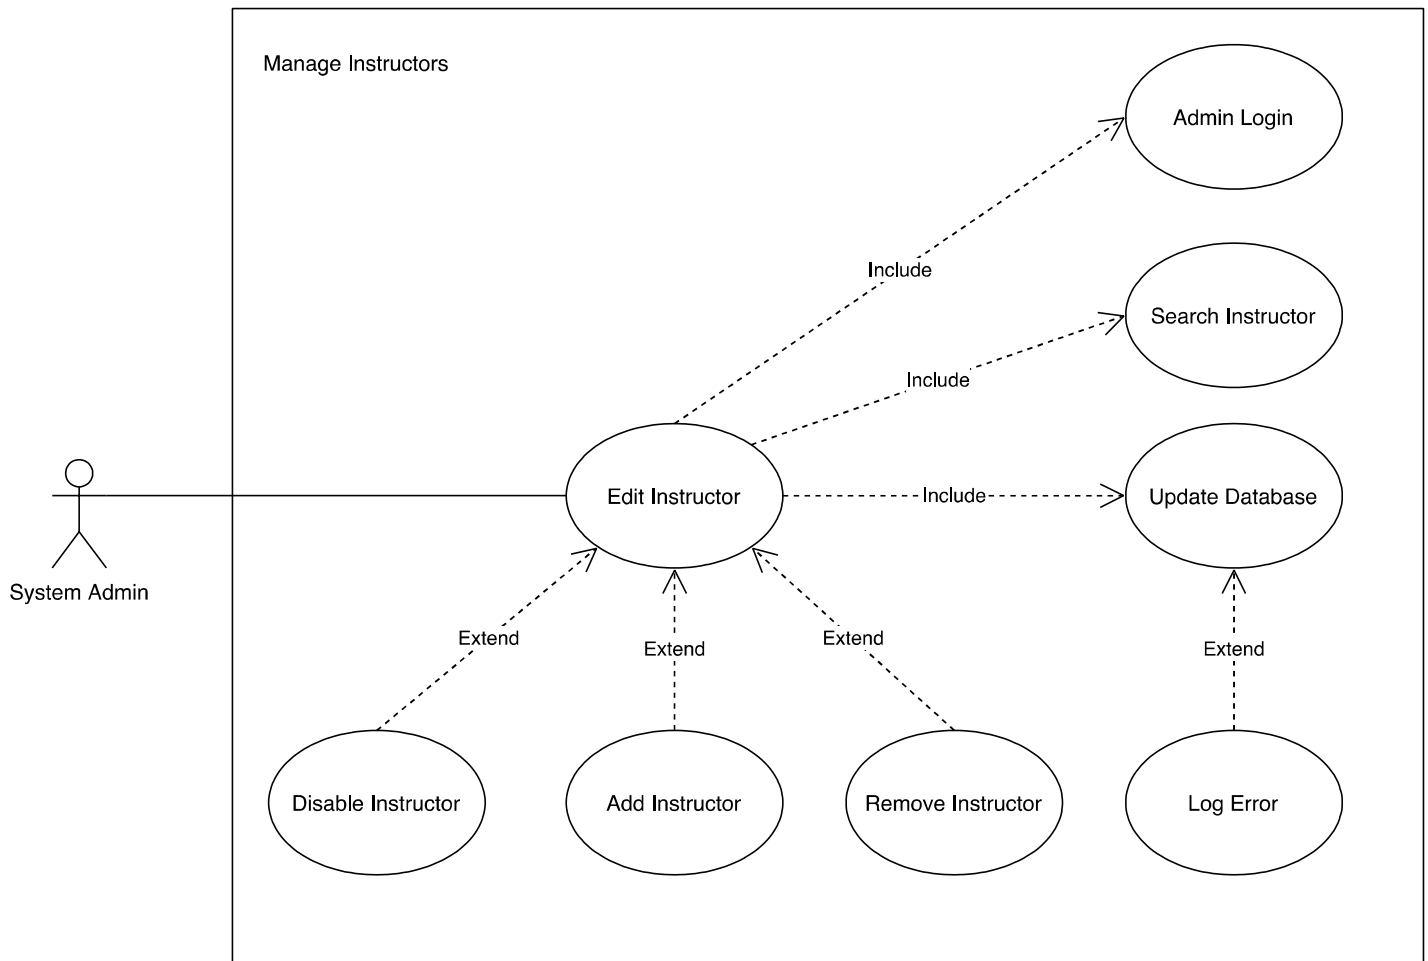 Manage Instructors
Admin Login
Include
Search Instructor
Include
Edit Instructor
Include
Update Database
System Admin
Extend
Extend
Extend
Extend
Disable Instructor
Add Instructor
Remove Instructor
Log Error